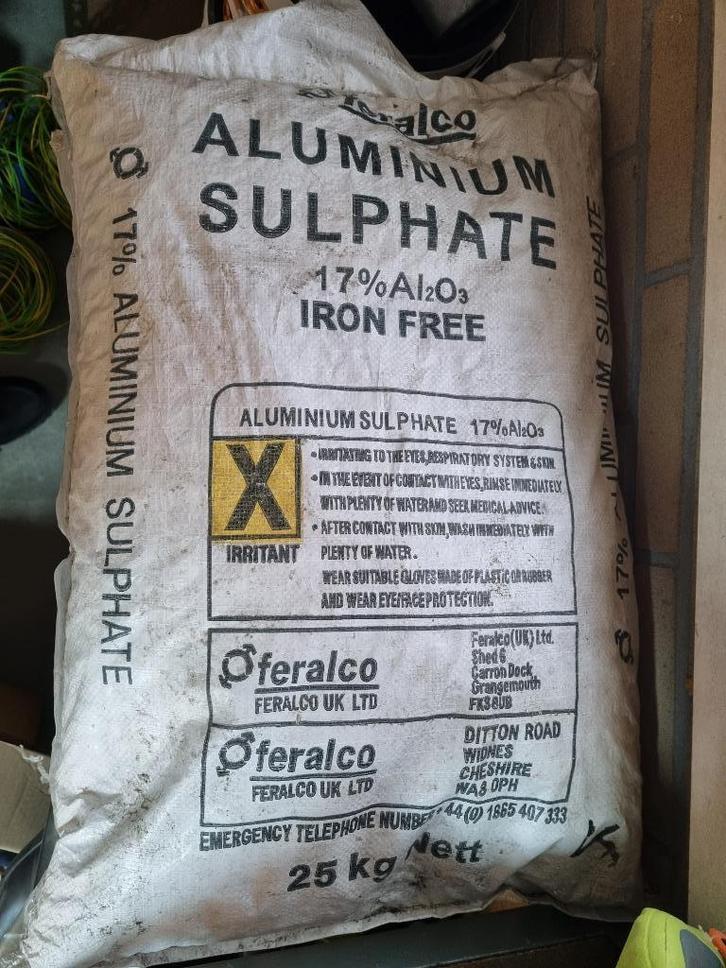 feralco
ALUMINIUM
SULPHATE
17%Al₂O₃
IRON FREE
17% ALUMINIUM SULPHATE
17% ALUMINIUM SULPHATE
ALUMINIUM SULPHATE 17%Al₂O₃
X
IRRITANT
• IRRITATING TO THE EYES,RESPIRATORY SYSTEM & SKIN.
• IN THE EVENT OF CONTACT WITH EYES,RINSE IMMEDIATELY
WITH PLENTY OF WATER AND SEEK MEDICAL ADVICE.
• AFTER CONTACT WITH SKIN,WASH IMMEDIATELY WITH
PLENTY OF WATER.
WEAR SUITABLE GLOVES MADE OF PLASTIC OR RUBBER
AND WEAR EYE/FACE PROTECTION.
feralco
FERALCO UK LTD
Feralco(UK) Ltd.
Shed 6
Carron Dock
Grangemouth
FK3 8UB
feralco
FERALCO UK LTD
DITTON ROAD
WIDNES
CHESHIRE
WA8 0PH
EMERGENCY TELEPHONE NUMBER +44(0) 1865 407 333
25 kg Nett